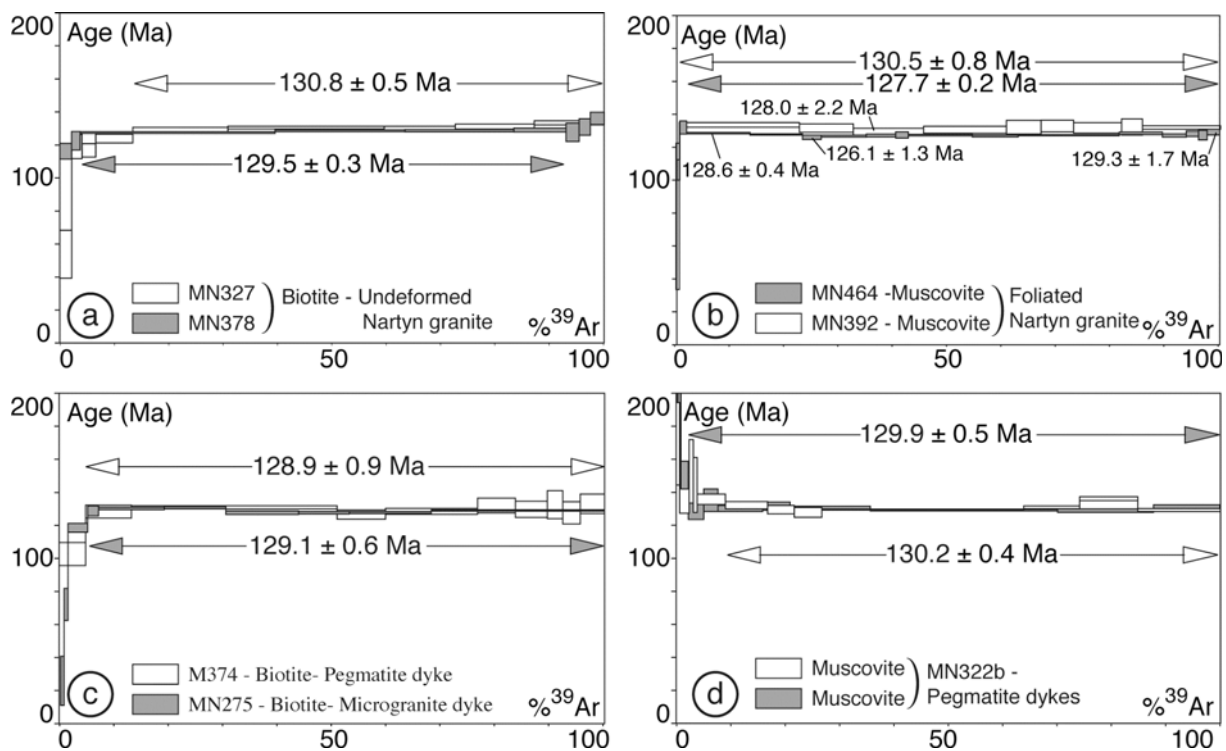 200
Age (Ma)
130.8 ± 0.5 Ma
100
129.5 ± 0.3 Ma
MN327
MN378
Biotite - Undeformed
Nartyn granite
a
0
%39Ar
0
50
100
200
Age (Ma)
130.5 ± 0.8 Ma
127.7 ± 0.2 Ma
128.0 ± 2.2 Ma
100
128.6 ± 0.4 Ma
126.1 ± 1.3 Ma
129.3 ± 1.7 Ma
MN464 -Muscovite
MN392 - Muscovite
Foliated
Nartyn granite
b
0
%39Ar
0
50
100
200
Age (Ma)
128.9 ± 0.9 Ma
100
129.1 ± 0.6 Ma
M374 - Biotite- Pegmatite dyke
MN275 - Biotite- Microgranite dyke
c
0
%39Ar
0
50
100
200
Age (Ma)
129.9 ± 0.5 Ma
100
130.2 ± 0.4 Ma
Muscovite
Muscovite
MN322b -
Pegmatite dykes
d
0
%39Ar
0
50
100